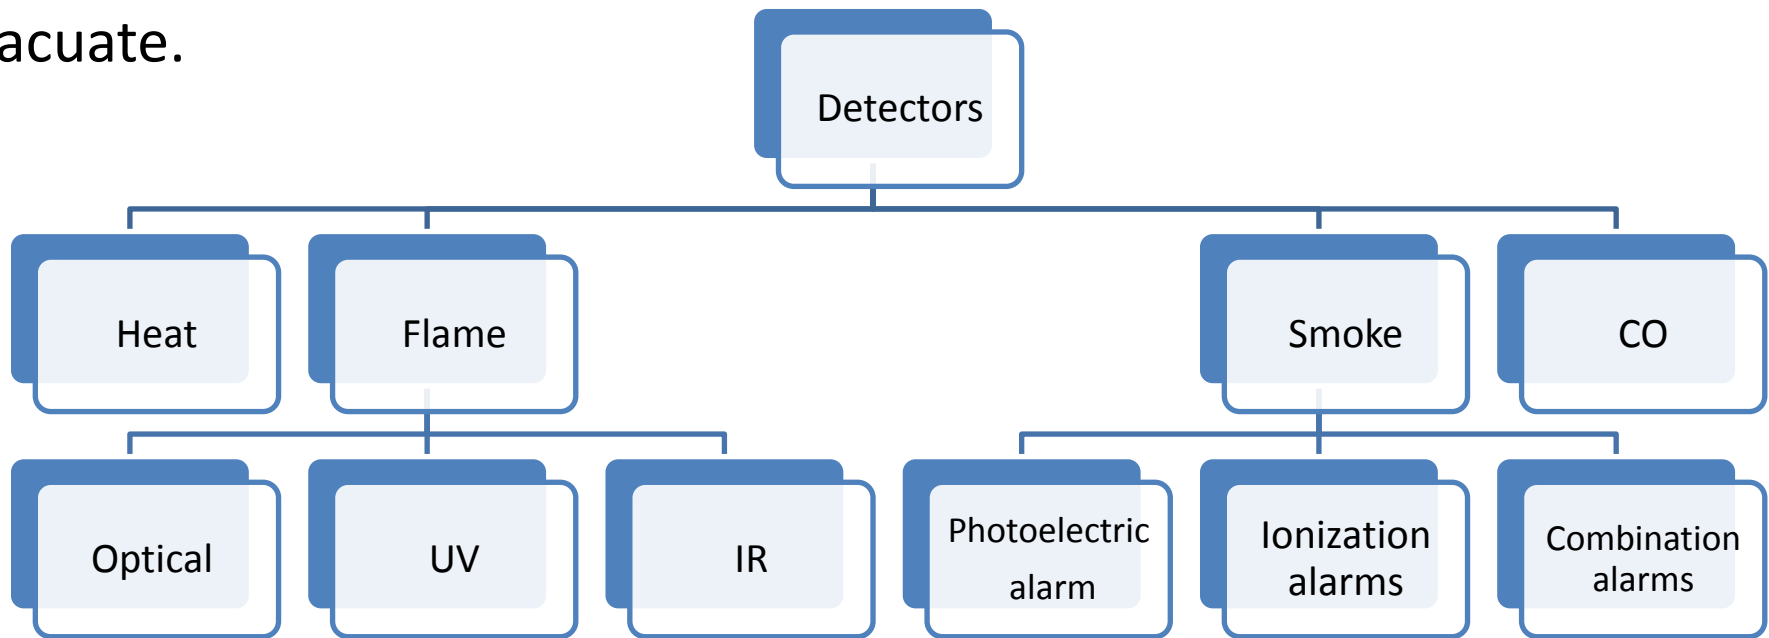 acuate.
Detectors
Heat
Flame
Smoke
CO
Optical
UV
IR
Photoelectric
alarm
Ionization
alarms
Combination
alarms